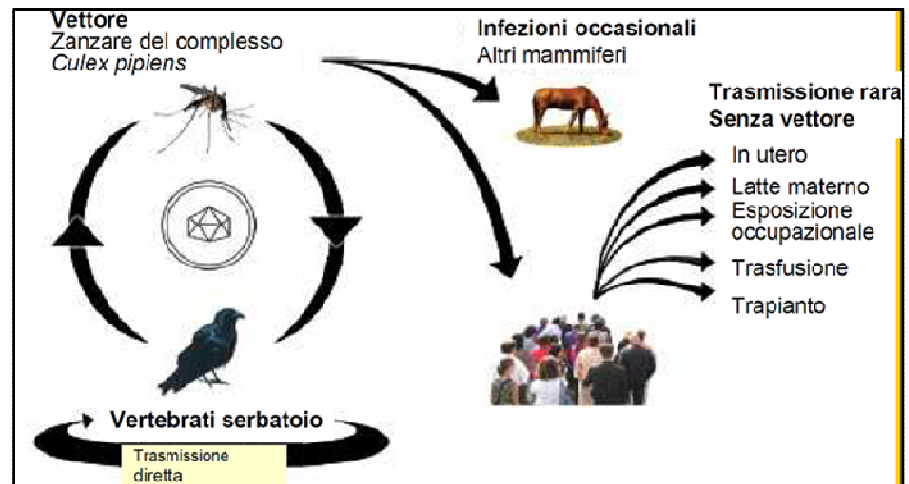 Vettore
Zanzare del complesso
Culex pipiens
Infezioni occasionali
Altri mammiferi
Trasmissione rara
Senza vettore
In utero
Latte materno
Esposizione
occupazionale
Trasfusione
Trapianto
Vertebrati serbatoio
Trasmissione
diretta